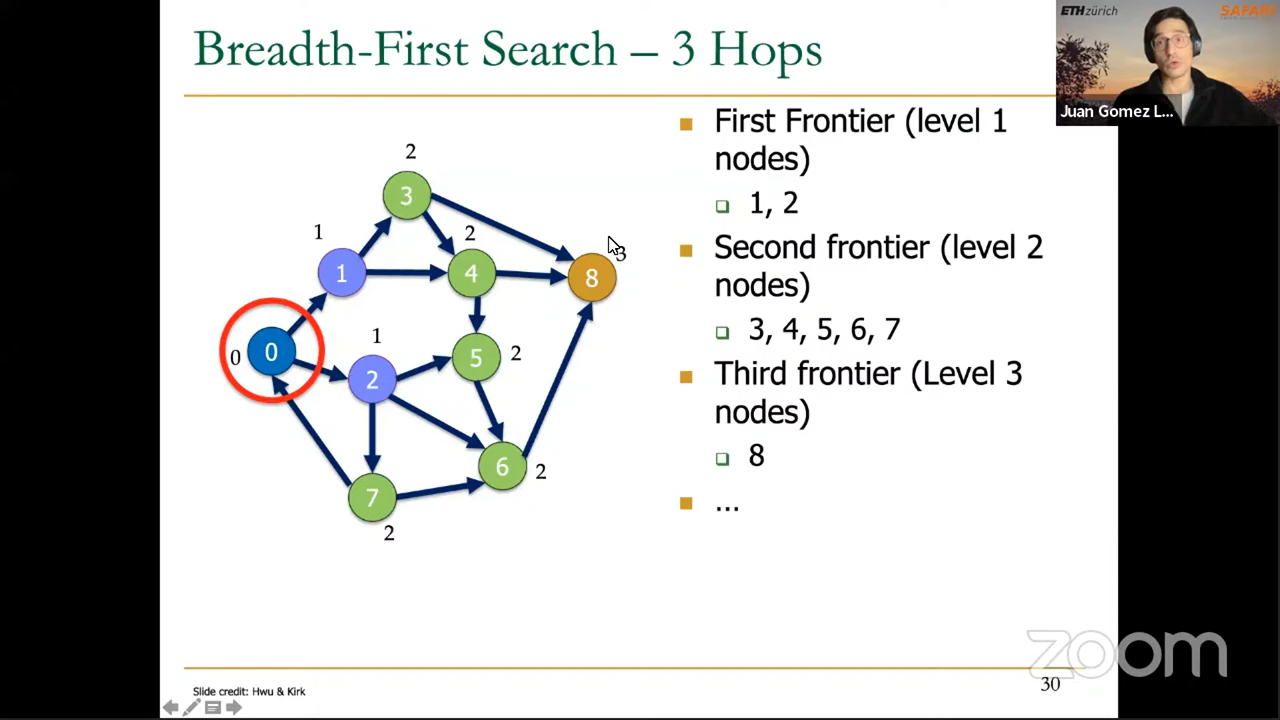 Breadth-First Search – 3 Hops
ETH zürich
SAFARI
Juan Gomez L...
First Frontier (level 1
nodes)
1, 2
Second frontier (level 2
nodes)
3, 4, 5, 6, 7
Third frontier (Level 3
nodes)
8
...
2
3
1
2
1
4
3
8
0
0
1
2
5
2
6
2
7
2
zoom
Slide credit: Hwu & Kirk
30